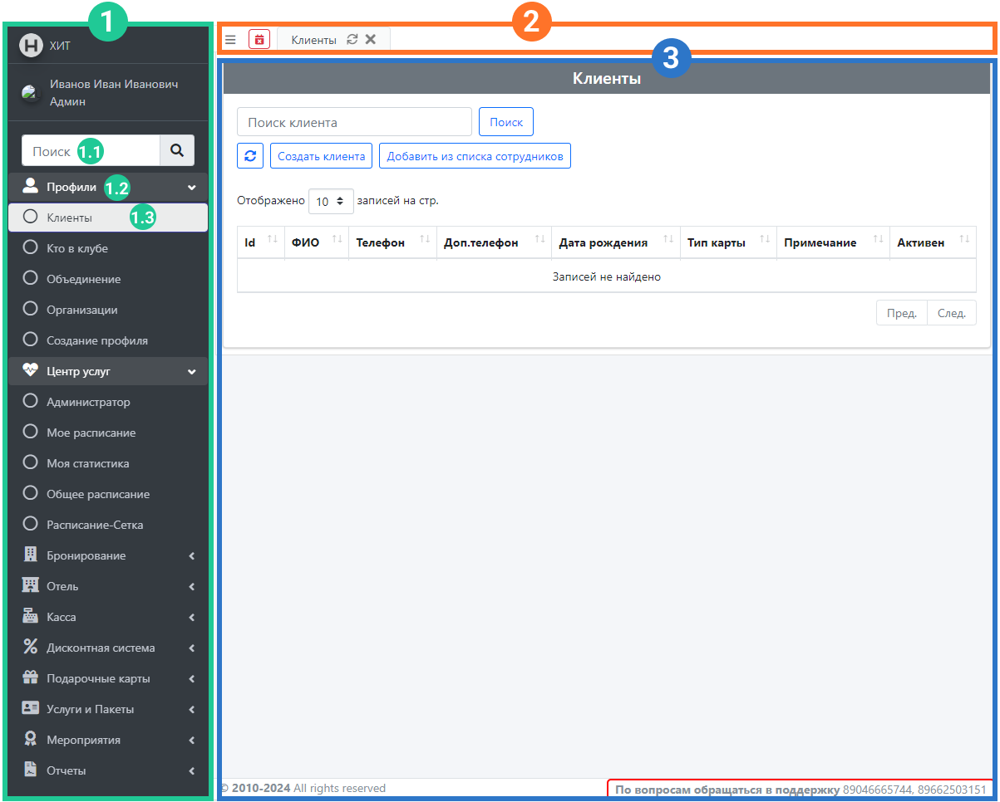 1
ХИТ
Иванов Иван Иванович
Админ
Поиск 1.1
Профили 1.2
Клиенты 1.3
Кто в клубе
Объединение
Организации
Создание профиля
Центр услуг
Администратор
Мое расписание
Моя статистика
Общее расписание
Расписание-Сетка
Бронирование
Отель
Касса
Дисконтная система
Подарочные карты
Услуги и Пакеты
Мероприятия
Отчеты
2
Клиенты
3
Клиенты
Поиск клиента Поиск
Создать клиента Добавить из списка сотрудников
Отображено 10 записей на стр.
Id ФИО Телефон Доп.телефон Дата рождения Тип карты Примечание Активен
Записей не найдено
Пред. След.
© 2010-2024 All rights reserved
По вопросам обращаться в поддержку 89046665744, 89662503151